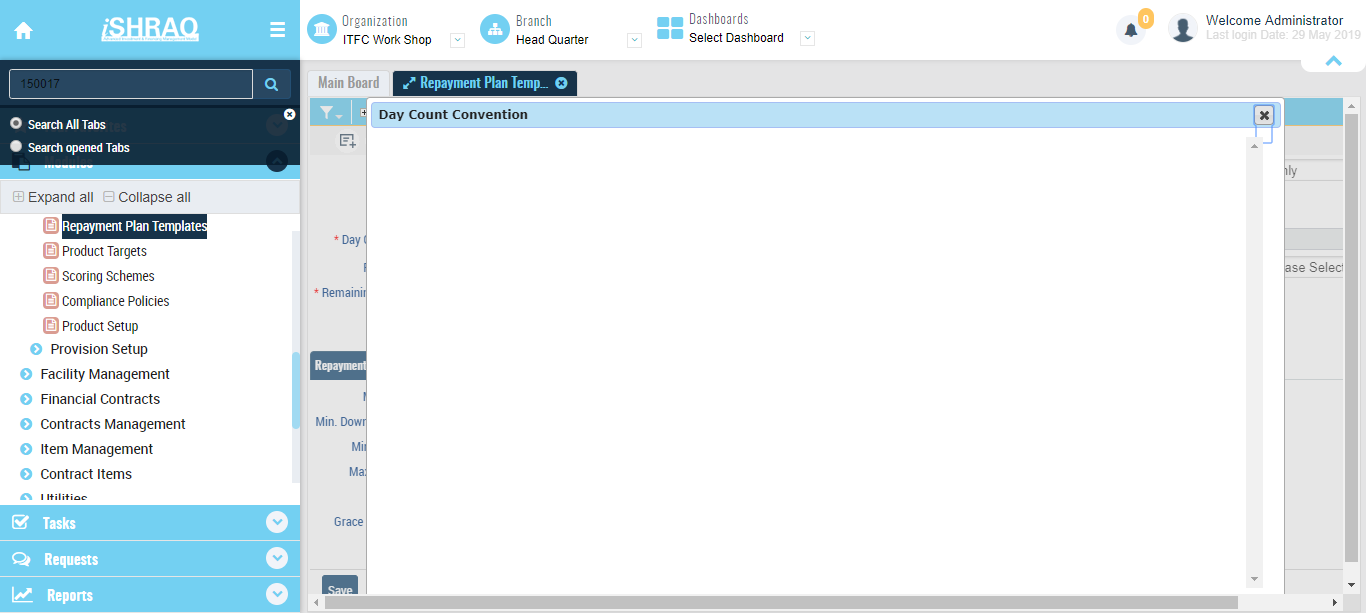 iSHRAQ
Organization
ITFC Work Shop
Branch
Head Quarter
Dashboards
Select Dashboard
0
Welcome Administrator
Last login Date: 29 May 2019
150017
Search All Tabs
Search opened Tabs
Modules
Expand all
Collapse all
Repayment Plan Templates
Product Targets
Scoring Schemes
Compliance Policies
Product Setup
Provision Setup
Facility Management
Financial Contracts
Contracts Management
Item Management
Contract Items
Utilities
Tasks
Requests
Reports
Main Board
Repayment Plan Temp...
Day Count Convention
* Day
* Remainin
Repayment
Min. Down
Min
Max
Grace
Save
nly
ase Select